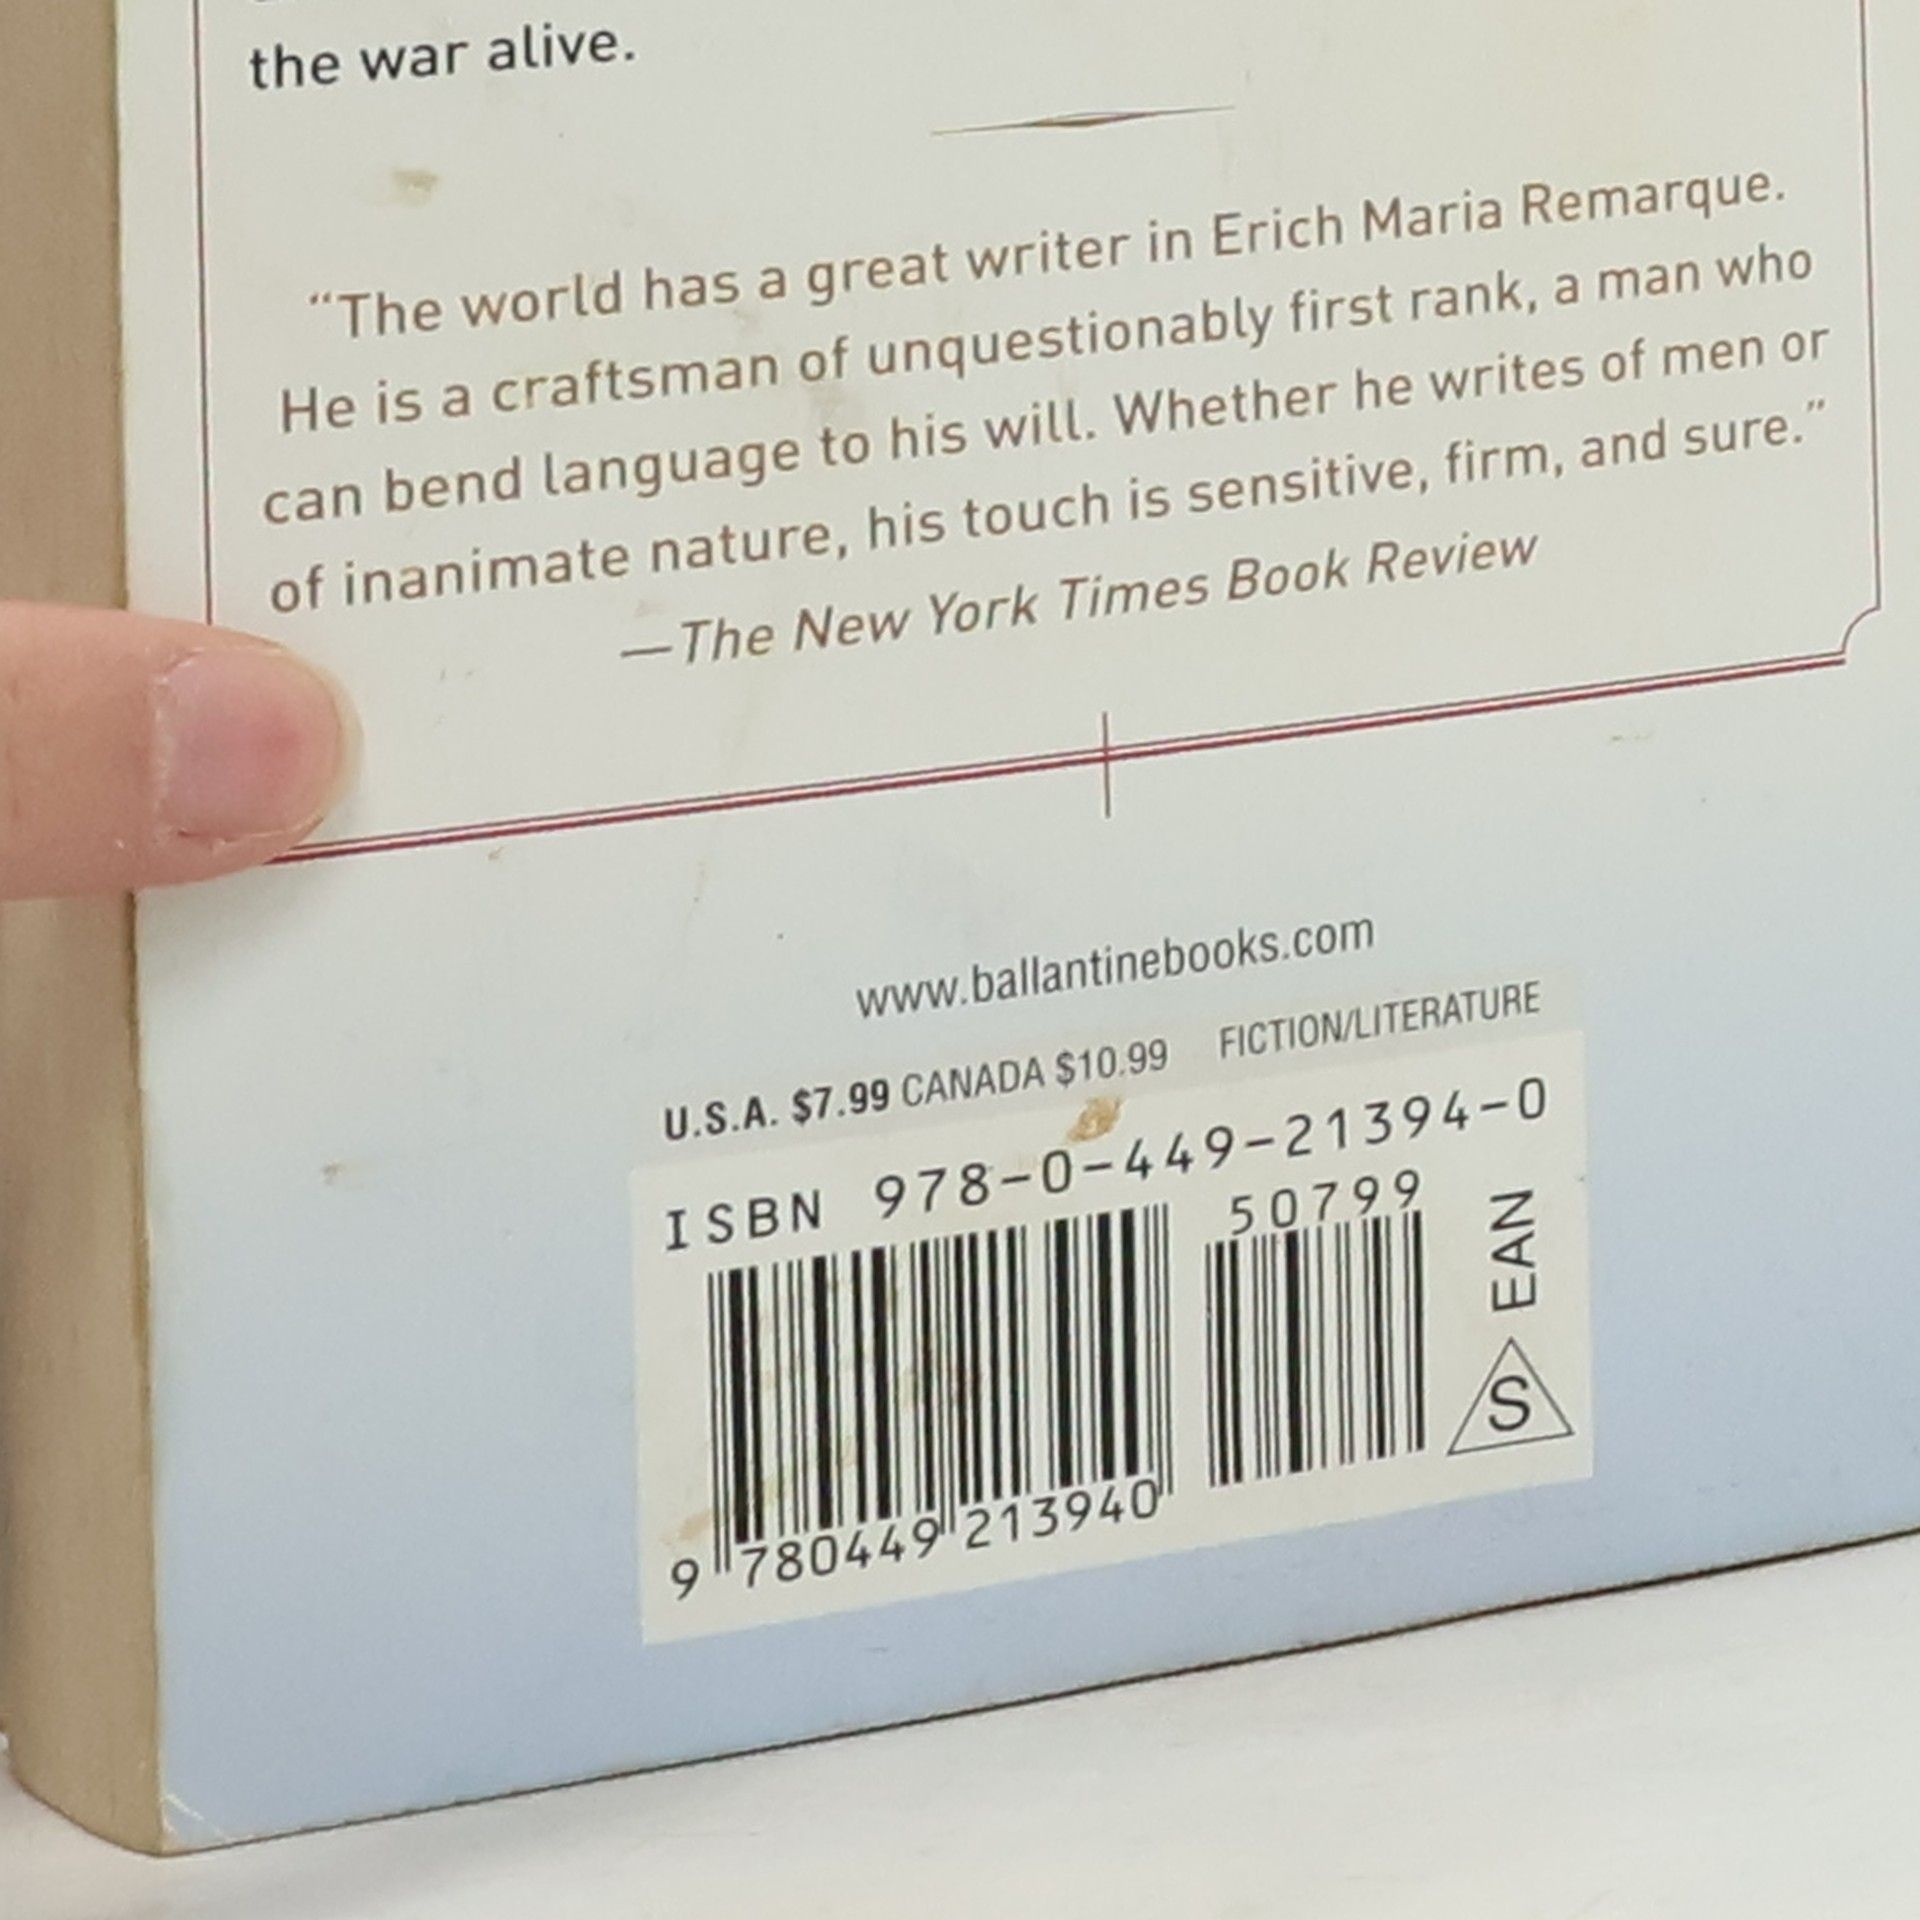 the war alive.
“The world has a great writer in Erich Maria Remarque.
He is a craftsman of unquestionably first rank, a man who
can bend language to his will. Whether he writes of men or
of inanimate nature, his touch is sensitive, firm, and sure.”
—The New York Times Book Review
www.ballantinebooks.com
U.S.A. $7.99 CANADA $10.99 FICTION/LITERATURE
ISBN 978-0-449-21394-0
50799
EAN
S
9 780449 213940